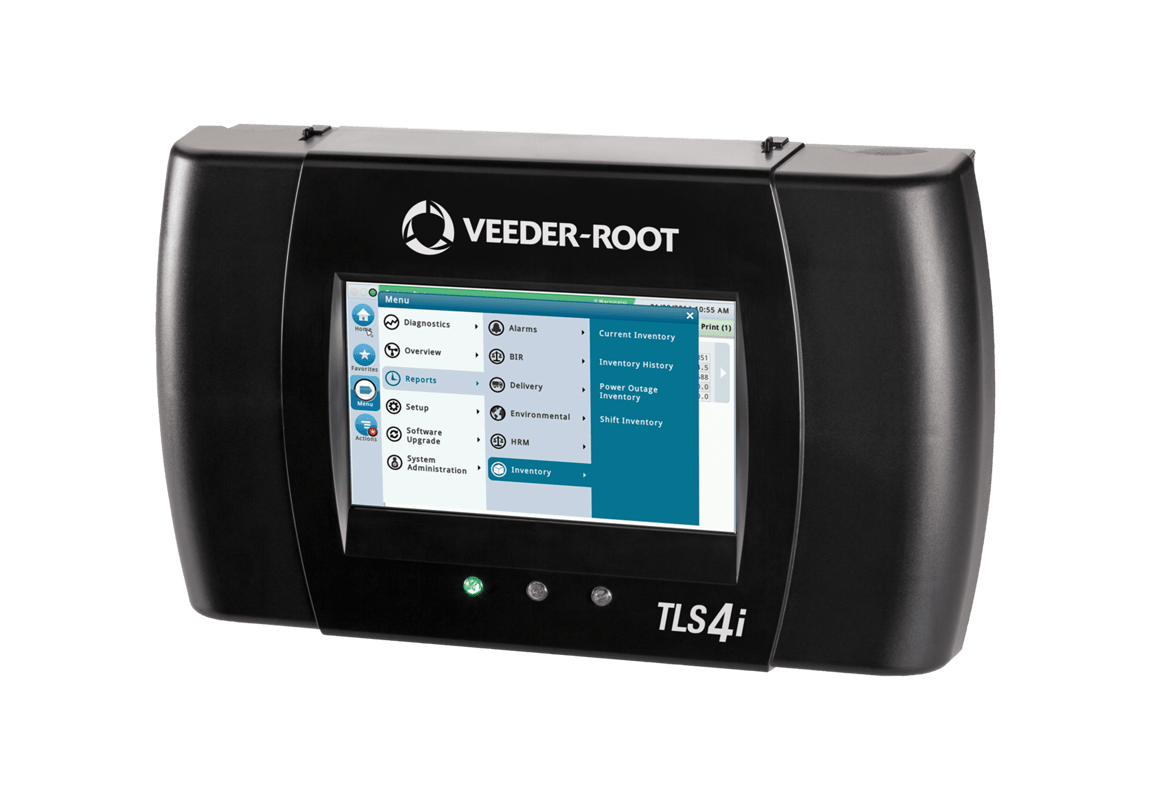 VEEDER-ROOT
Menu
10:55 AM
Print (1)
Home
Favorites
Menu
Actions
Diagnostics
Overview
Reports
Setup
Software
Upgrade
System
Administration
Alarms
BIR
Delivery
Environmental
HRM
Inventory
Current Inventory
Inventory History
Power Outage
Inventory
Shift Inventory
TLS4i